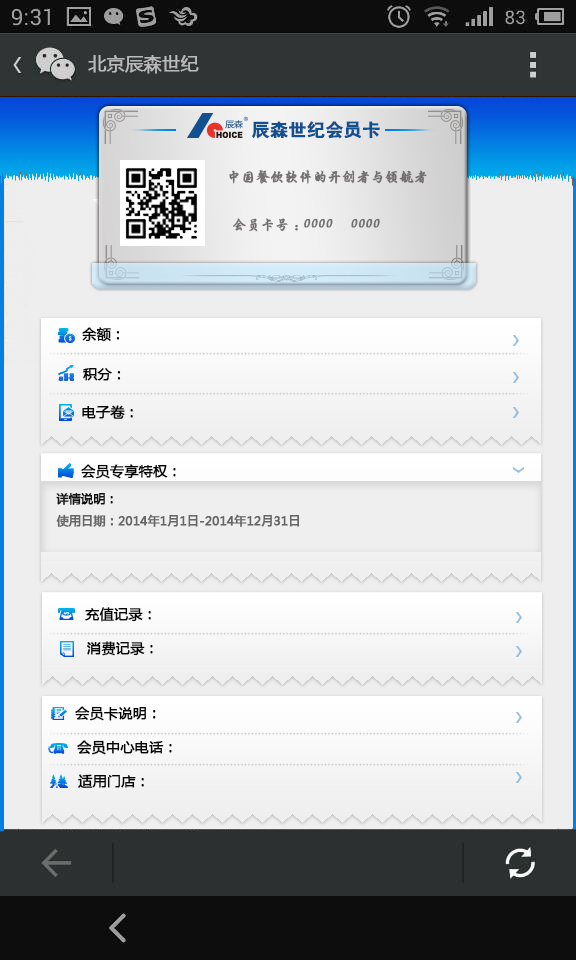 9:31
83
北京辰森世纪
辰森®
CHOICE
辰森世纪会员卡
中国餐饮软件的开创者与领航者
会员卡号：0000 0000
余额：
积分：
电子卷：
会员专享特权：
详情说明：
使用日期：2014年1月1日-2014年12月31日
充值记录：
消费记录：
会员卡说明：
会员中心电话：
适用门店：